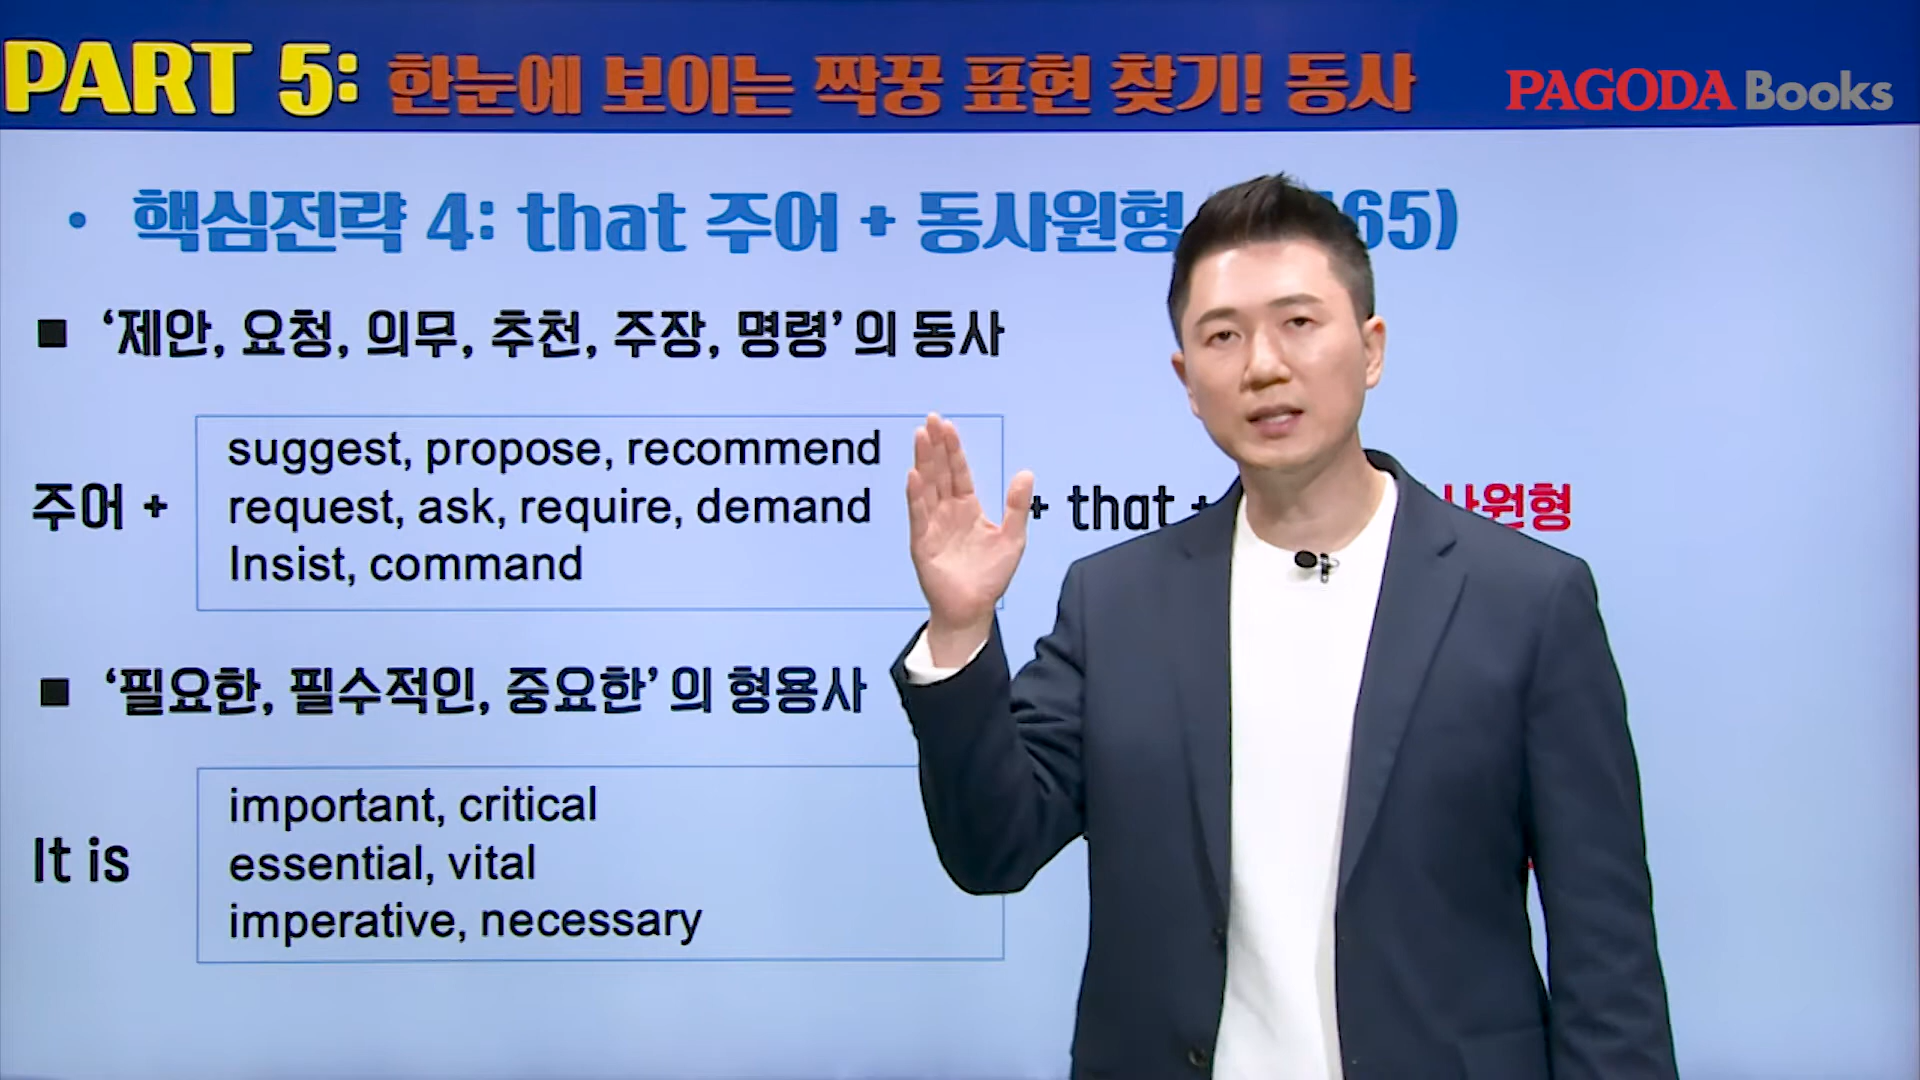 PART 5: 한눈에 보이는 짝꿍 표현 찾기! 동사
PAGODA Books
• 핵심전략 4: that 주어 + 동사원형 65)
■ ‘제안, 요청, 의무, 추천, 주장, 명령’의 동사
suggest, propose, recommend
주어 + request, ask, require, demand + that + 사원형
Insist, command
■ ‘필요한, 필수적인, 중요한’의 형용사
important, critical
It is essential, vital
imperative, necessary